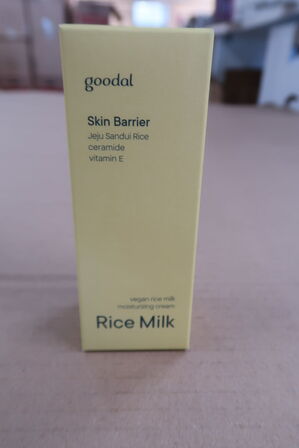 goodal
Skin Barrier
Jeju Sandui Rice
ceramide
vitamin E
vegan rice milk
moisturizing cream
Rice Milk